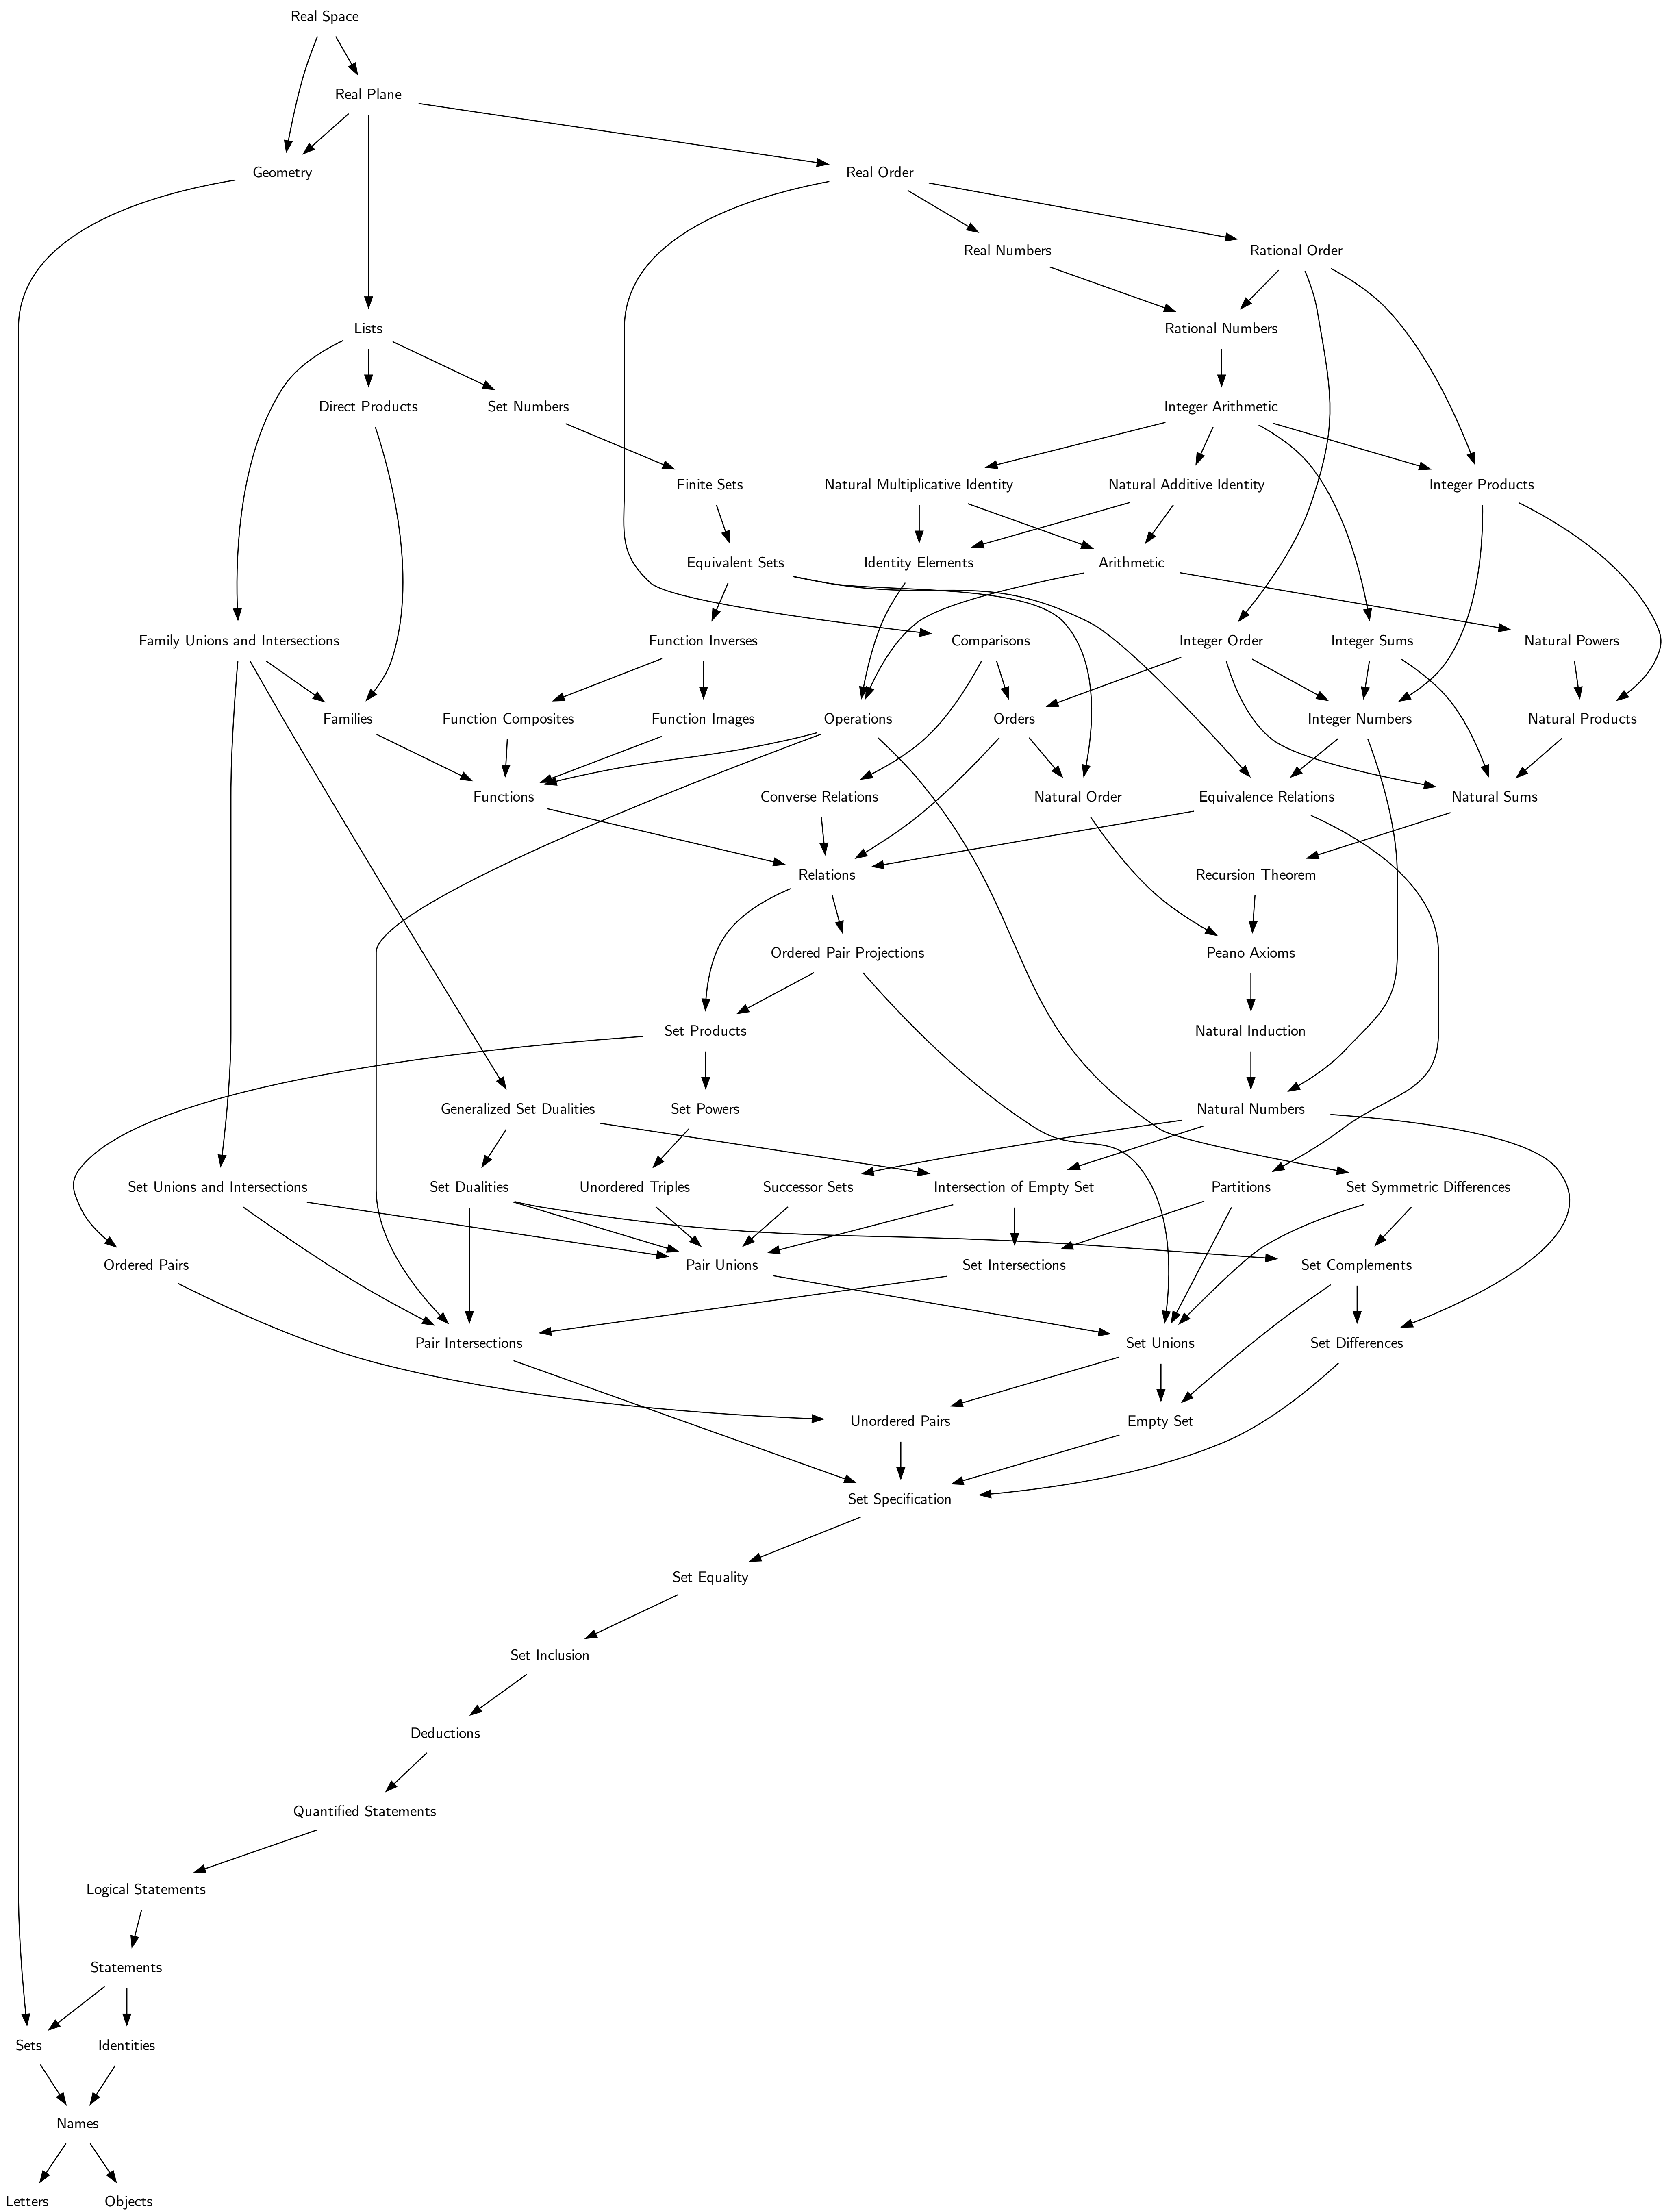 Real Space
Real Plane
Geometry
Real Order
Real Numbers
Rational Order
Lists
Rational Numbers
Direct Products
Set Numbers
Integer Arithmetic
Finite Sets
Natural Multiplicative Identity
Natural Additive Identity
Integer Products
Equivalent Sets
Identity Elements
Arithmetic
Family Unions and Intersections
Function Inverses
Comparisons
Integer Order
Integer Sums
Natural Powers
Families
Function Composites
Function Images
Operations
Orders
Integer Numbers
Natural Products
Functions
Converse Relations
Natural Order
Equivalence Relations
Natural Sums
Relations
Recursion Theorem
Ordered Pair Projections
Peano Axioms
Set Products
Natural Induction
Generalized Set Dualities
Set Powers
Natural Numbers
Set Unions and Intersections
Set Dualities
Unordered Triples
Successor Sets
Intersection of Empty Set
Partitions
Set Symmetric Differences
Ordered Pairs
Pair Unions
Set Intersections
Set Complements
Pair Intersections
Set Unions
Set Differences
Unordered Pairs
Empty Set
Set Specification
Set Equality
Set Inclusion
Deductions
Quantified Statements
Logical Statements
Statements
Sets
Identities
Names
Letters
Objects